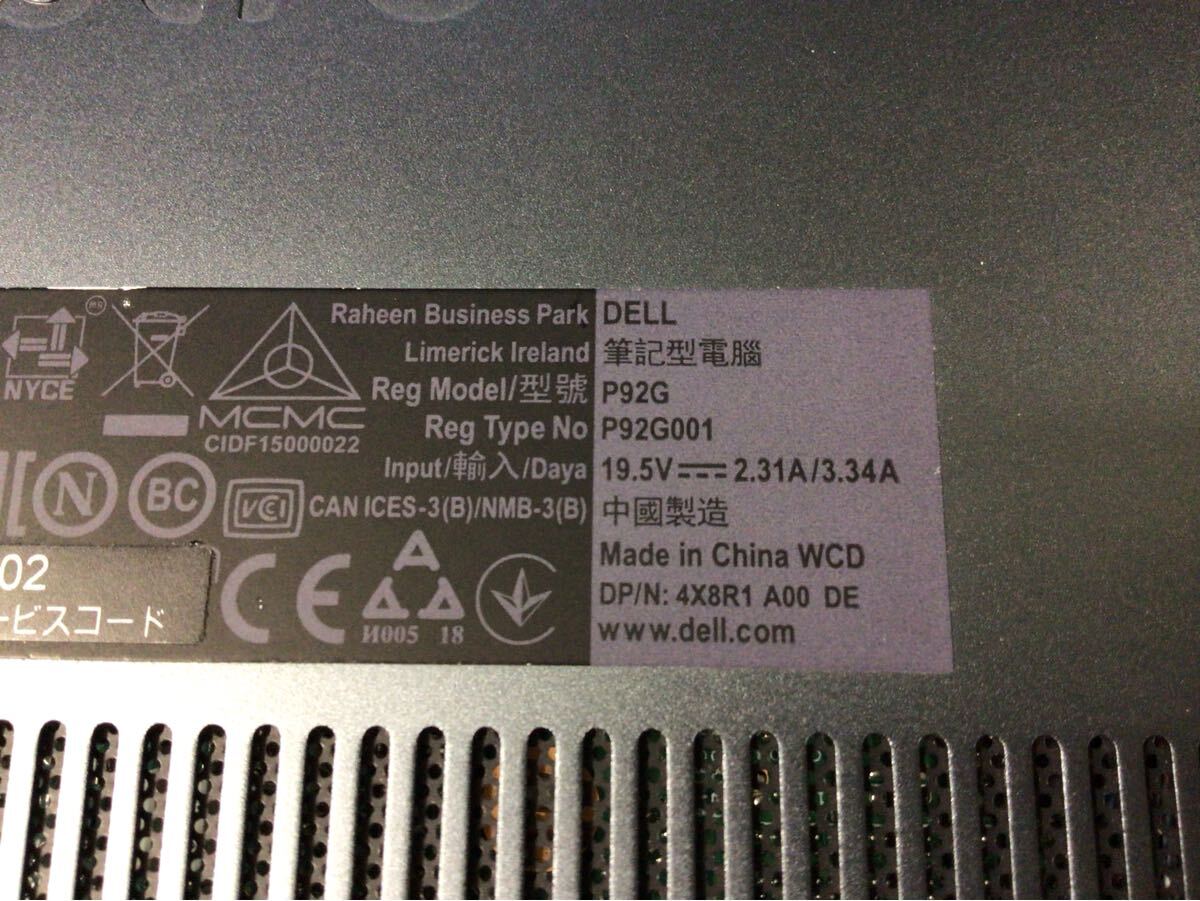 Raheen Business Park DELL
Limerick Ireland 筆記型電腦
Reg Model/型號 P92G
Reg Type No P92G001
Input/輸入/Daya 19.5V⎓2.31A/3.34A
CAN ICES-3(B)/NMB-3(B) 中國製造
Made in China WCD
DP/N: 4X8R1 A00 DE
www.dell.com
NYCE
MCMC
CIDF15000022
N
BC
VCCI
02
ービスコード
CE
A
И005 18